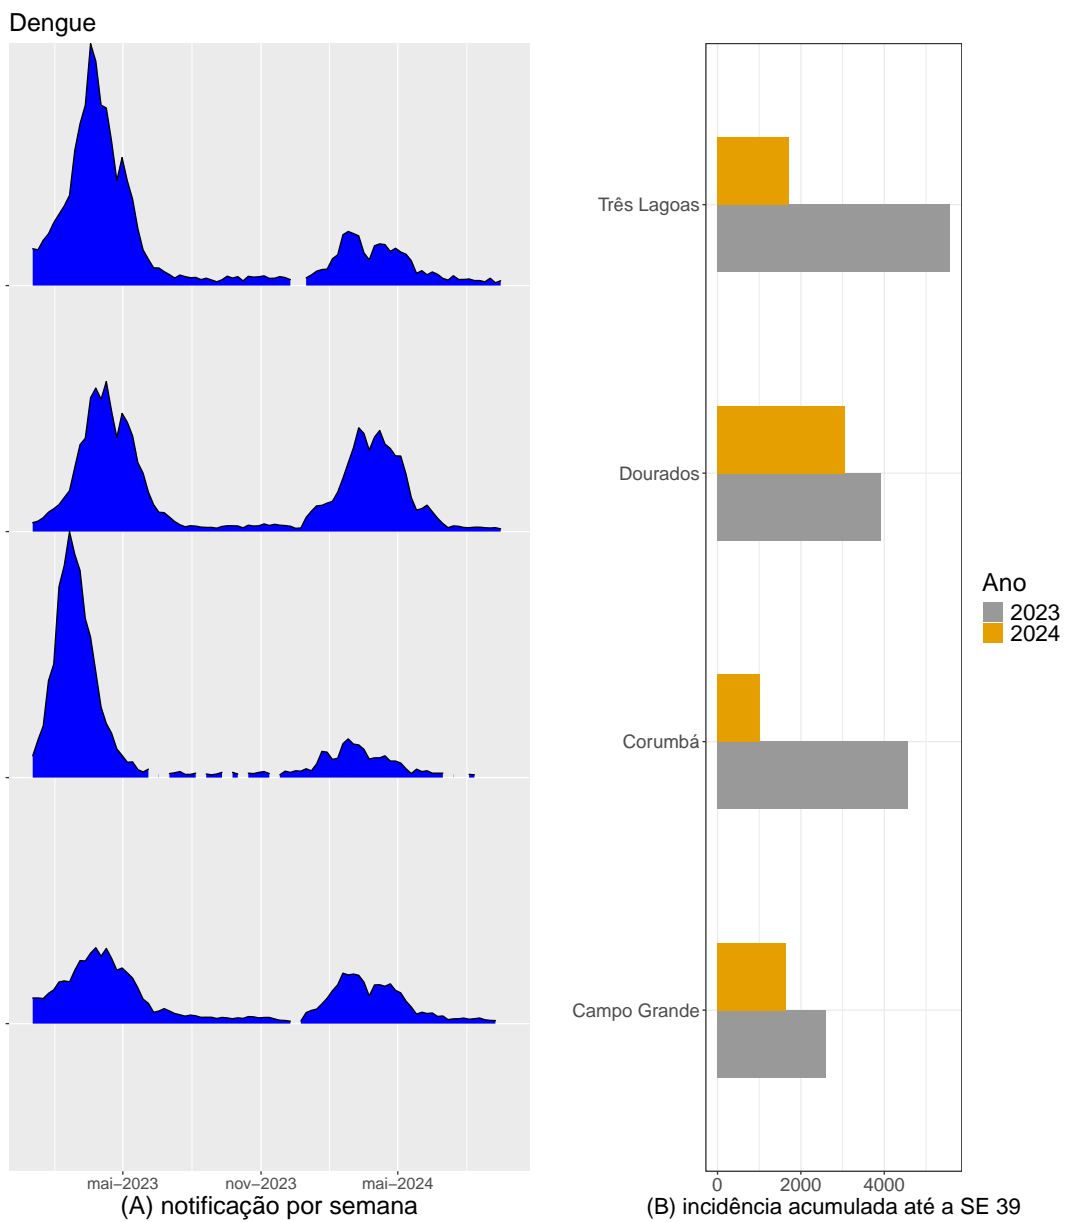 Dengue
Três Lagoas
Dourados
Corumbá
Campo Grande
mai–2023 nov–2023 mai–2024
(A) notificação por semana
0 2000 4000
(B) incidência acumulada até a SE 39
Ano
2023
2024